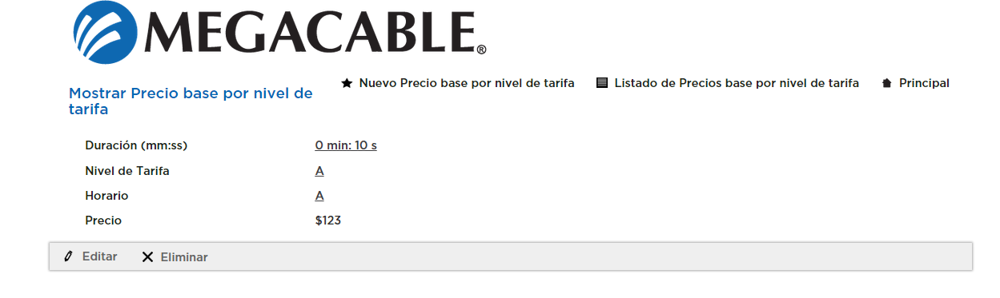 MEGACABLE®
Nuevo Precio base por nivel de tarifa Listado de Precios base por nivel de tarifa Principal
Mostrar Precio base por nivel de
tarifa
Duración (mm:ss) 0 min: 10 s
Nivel de Tarifa A
Horario A
Precio $123
Editar Eliminar